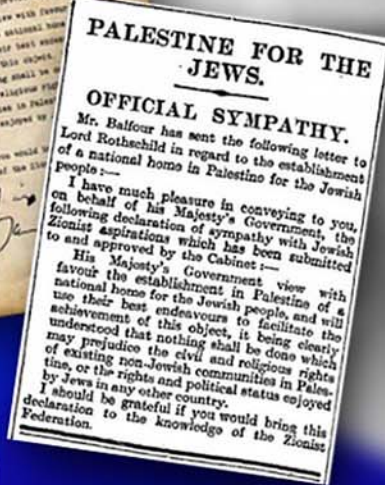 PALESTINE FOR THE
JEWS.
OFFICIAL SYMPATHY.
Mr. Balfour has sent the following letter to
Lord Rothschild in regard to the establishment
of a national home in Palestine for the Jewish
people :—
I have much pleasure in conveying to you,
on behalf of his Majesty's Government, the
following declaration of sympathy with Jewish
Zionist aspirations which has been submitted
to and approved by the Cabinet :—
His Majesty's Government view with
favour the establishment in Palestine of a
national home for the Jewish people, and will
use their best endeavours to facilitate the
achievement of this object, it being clearly
understood that nothing shall be done which
may prejudice the civil and religious rights
of existing non-Jewish communities in Pales-
tine, or the rights and political status enjoyed
by Jews in any other country.
I should be grateful if you would bring this
declaration to the knowledge of the Zionist
Federation.